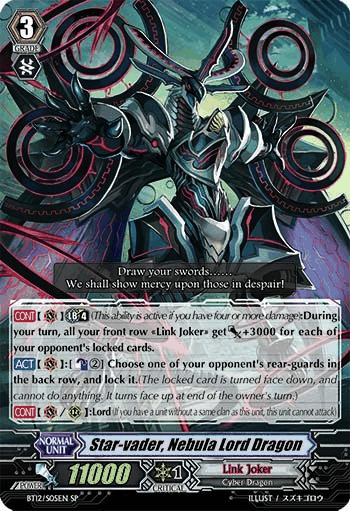 3
GRADE
Draw your swords......
We shall show mercy upon those in despair!
CONT [ ] LB 4 (This ability is active if you have four or more damage):During
your turn, all your front row «Link Joker» get +3000 for each of
your opponent's locked cards.
ACT [ ]:[ ②] Choose one of your opponent's rear-guards in
the back row, and lock it.(The locked card is turned face down, and
cannot do anything. It turns face up at end of the owner's turn.)
CONT [ / ]:Lord (If you have a unit without a same clan as this unit, this unit cannot attack)
NORMAL UNIT Star-vader, Nebula Lord Dragon
POWER 11000 1 CRITICAL Link Joker
Cyber Dragon
BT12/S05EN SP ILLUST / スズキゴロウ